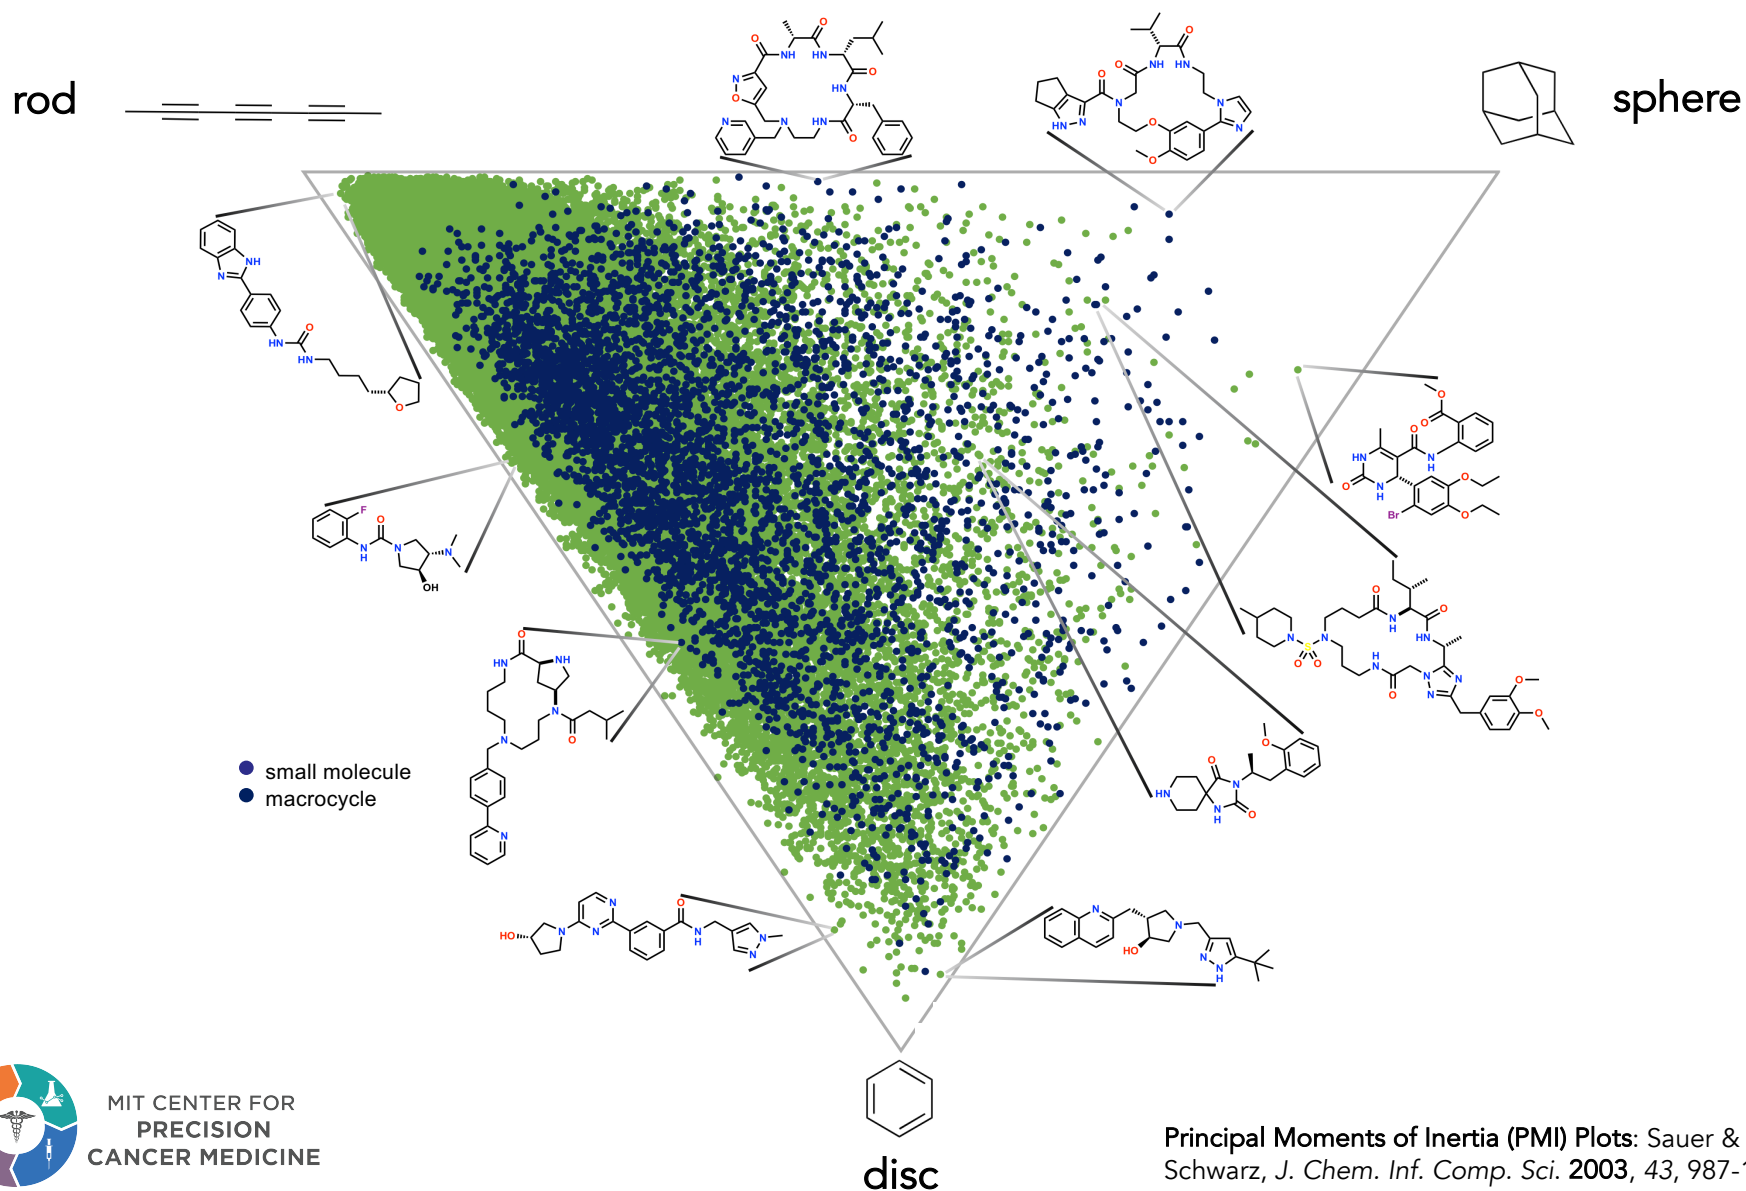 rod
sphere
small molecule
macrocycle
MIT CENTER FOR
PRECISION
CANCER MEDICINE
disc
Principal Moments of Inertia (PMI) Plots: Sauer &
Schwarz, J. Chem. Inf. Comp. Sci. 2003, 43, 987-1